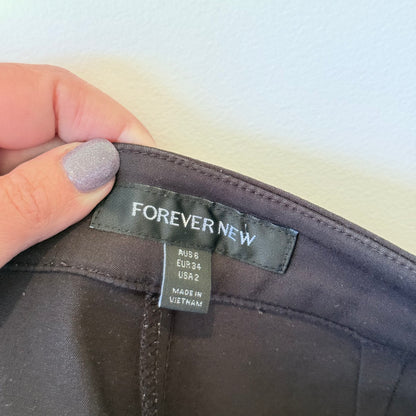 FOREVER NEW
AUS 6
EUR 34
USA 2
MADE IN
VIETNAM